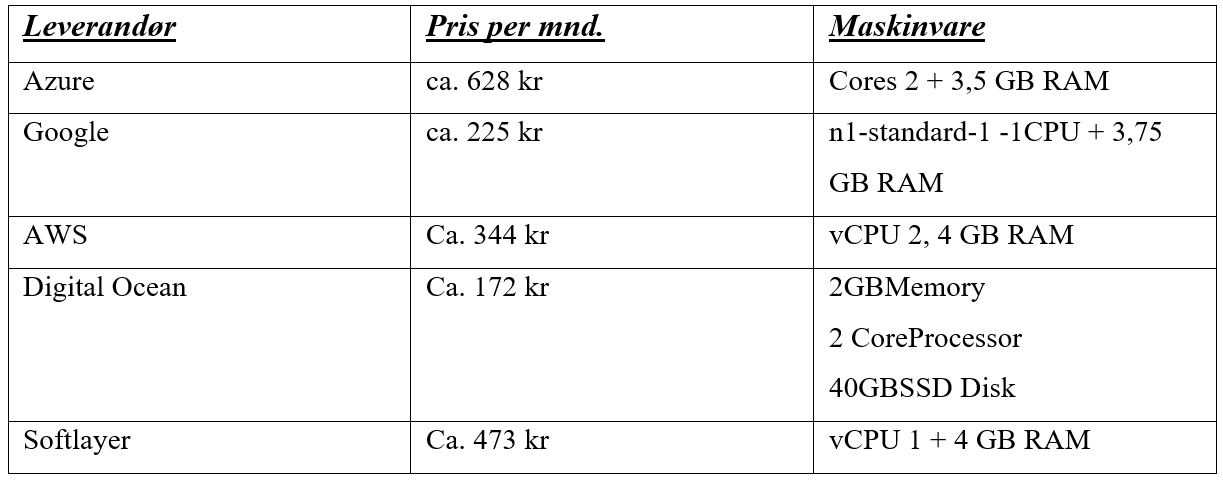 Leverandør Pris per mnd. Maskinvare
Azure ca. 628 kr Cores 2 + 3,5 GB RAM
Google ca. 225 kr n1-standard-1 -1CPU + 3,75
GB RAM
AWS Ca. 344 kr vCPU 2, 4 GB RAM
Digital Ocean Ca. 172 kr 2GBMemory
2 CoreProcessor
40GBSSD Disk
Softlayer Ca. 473 kr vCPU 1 + 4 GB RAM